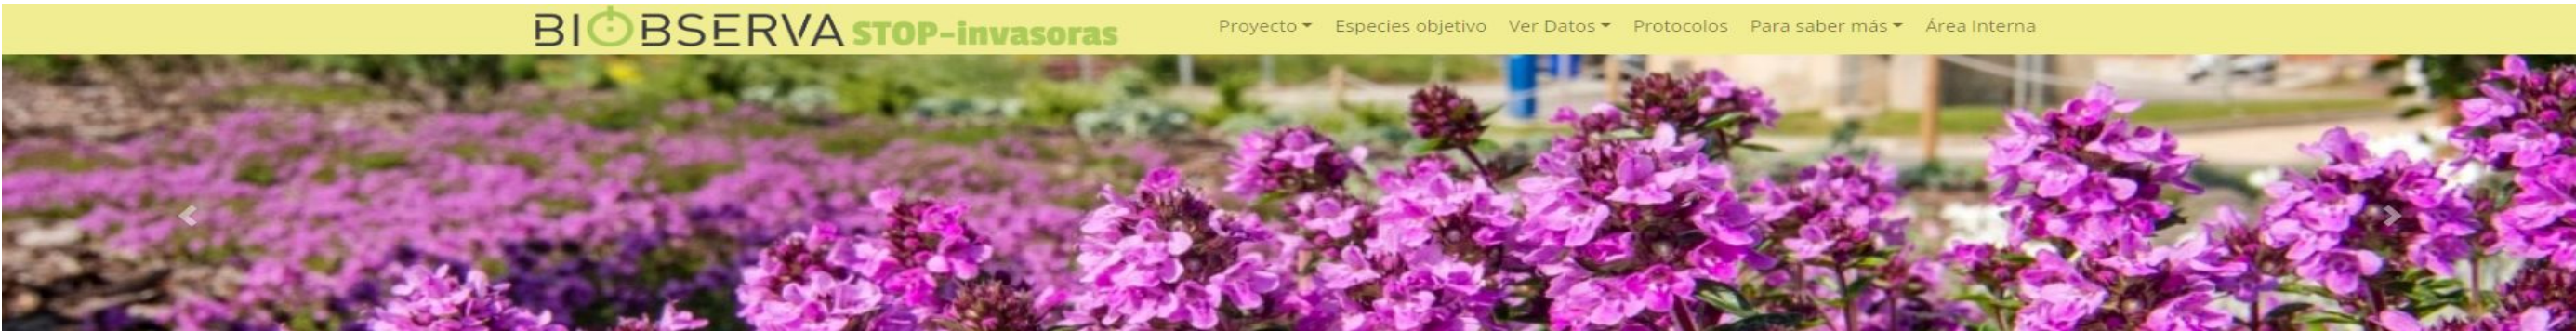 BIOBSERVA STOP-invasoras Proyecto Especies objetivo Ver Datos Protocolos Para saber más Área Interna